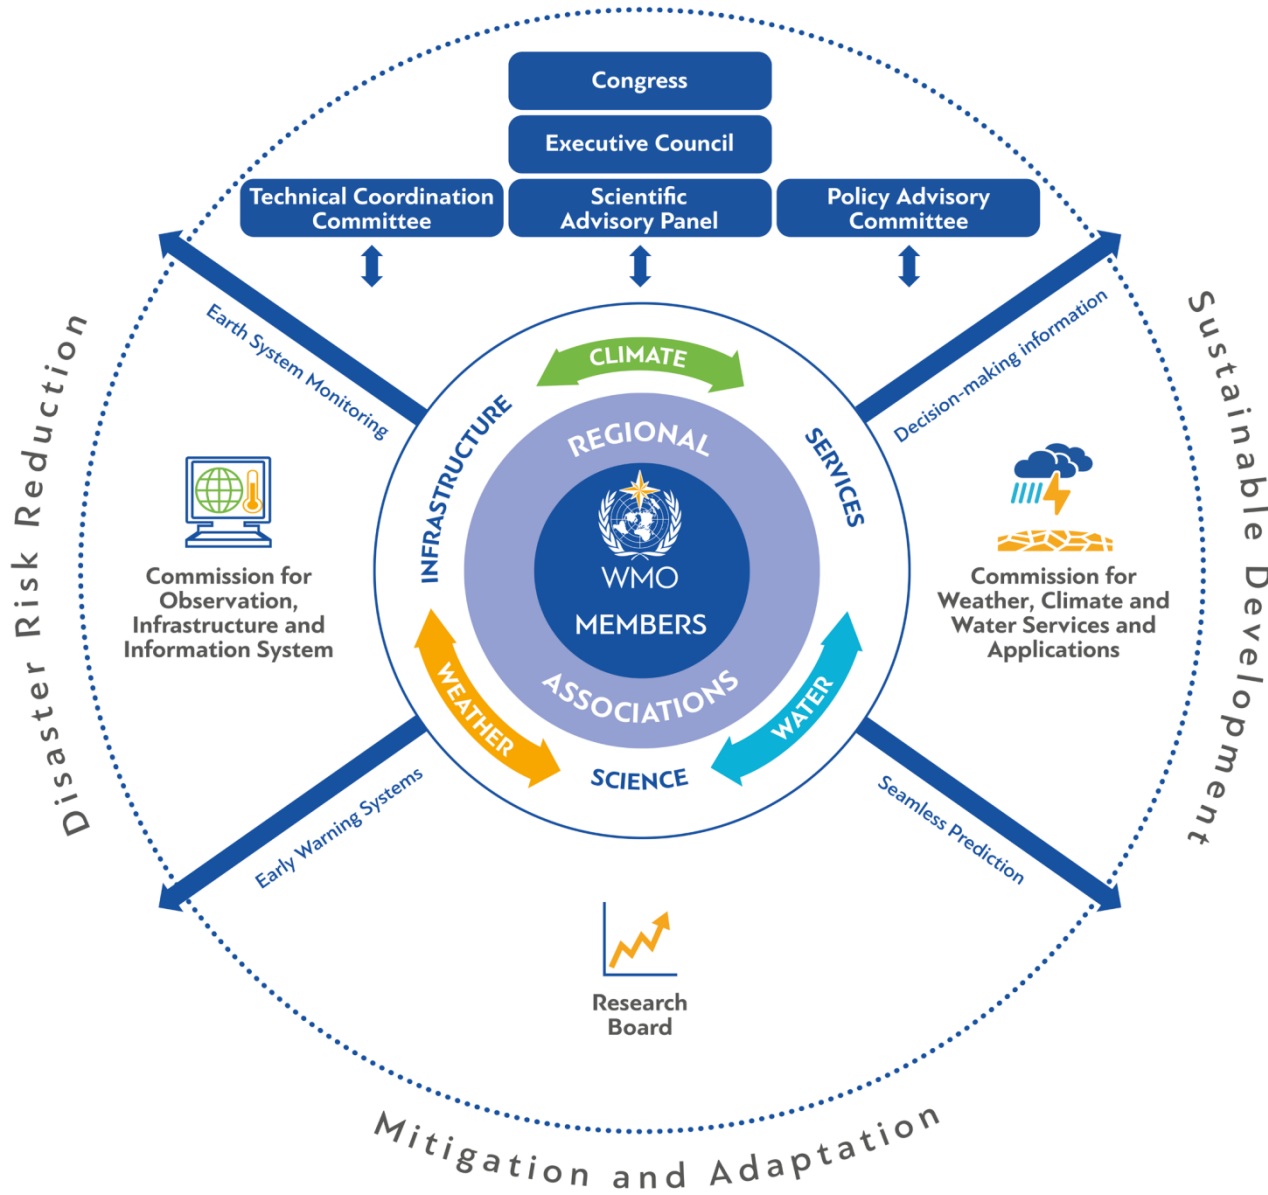 Congress
Executive Council
Technical Coordination
Committee
Scientific
Advisory Panel
Policy Advisory
Committee
Earth System Monitoring
Decision-making information
Disaster Risk Reduction
Sustainable Development
CLIMATE
INFRASTRUCTURE
SERVICES
REGIONAL
WMO
MEMBERS
ASSOCIATIONS
WEATHER
WATER
SCIENCE
Commission for
Observation,
Infrastructure and
Information System
Commission for
Weather, Climate and
Water Services and
Applications
Early Warning Systems
Seamless Prediction
Research
Board
Mitigation and Adaptation